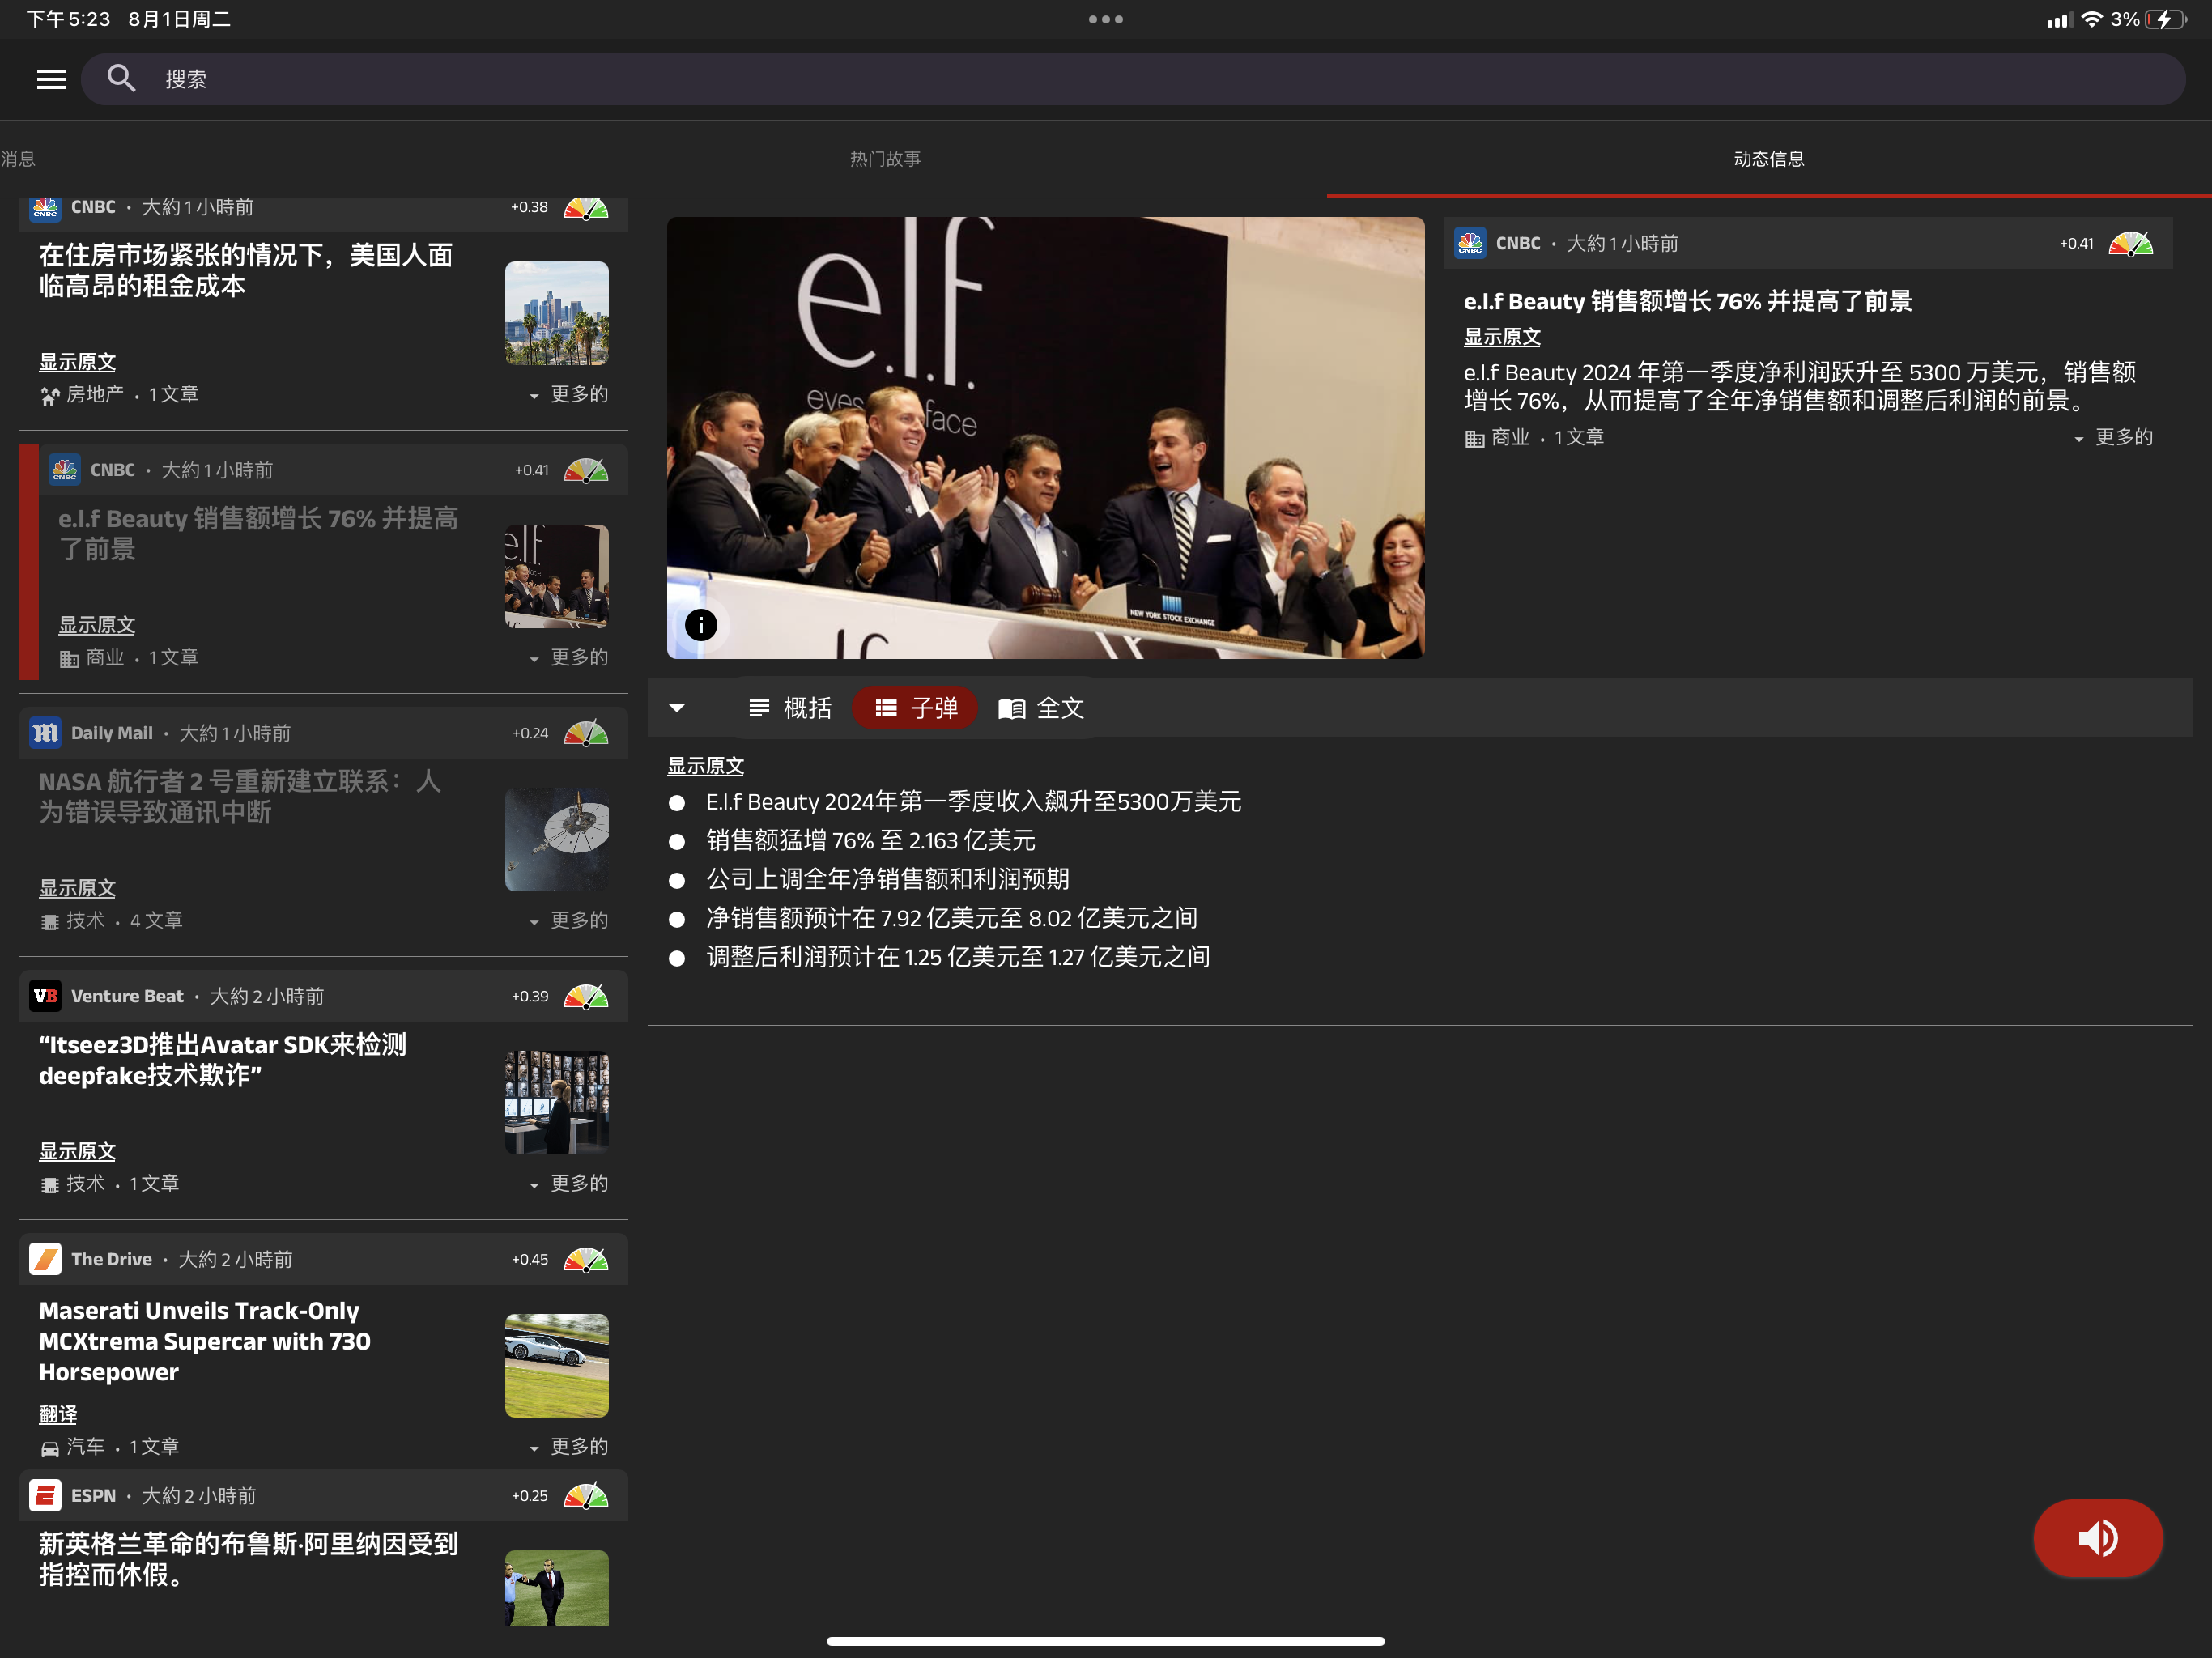 下午5:23 8月1日周二
3%
搜索
消息
热门故事
动态信息
CNBC · 大約 1 小時前
+0.38
在住房市场紧张的情况下，美国人面
临高昂的租金成本
显示原文
房地产 · 1 文章
更多的
CNBC · 大約 1 小時前
+0.41
e.l.f Beauty 销售额增长 76% 并提高
了前景
显示原文
商业 · 1 文章
更多的
Daily Mail · 大約 1 小時前
+0.24
NASA 航行者 2 号重新建立联系：人
为错误导致通讯中断
显示原文
技术 · 4 文章
更多的
VB
Venture Beat · 大約 2 小時前
+0.39
“Itseez3D推出Avatar SDK来检测
deepfake技术欺诈”
显示原文
技术 · 1 文章
更多的
The Drive · 大約 2 小時前
+0.45
Maserati Unveils Track-Only
MCXtrema Supercar with 730
Horsepower
翻译
汽车 · 1 文章
更多的
ESPN · 大約 2 小時前
+0.25
新英格兰革命的布鲁斯·阿里纳因受到
指控而休假。
e.l.f.
eyes
face
NEW YORK STOCK EXCHANGE
CNBC · 大約 1 小時前
+0.41
e.l.f Beauty 销售额增长 76% 并提高了前景
显示原文
e.l.f Beauty 2024 年第一季度净利润跃升至 5300 万美元，销售额
增长 76%，从而提高了全年净销售额和调整后利润的前景。
商业 · 1 文章
更多的
概括
子弹
全文
显示原文
E.l.f Beauty 2024年第一季度收入飙升至5300万美元
销售额猛增 76% 至 2.163 亿美元
公司上调全年净销售额和利润预期
净销售额预计在 7.92 亿美元至 8.02 亿美元之间
调整后利润预计在 1.25 亿美元至 1.27 亿美元之间